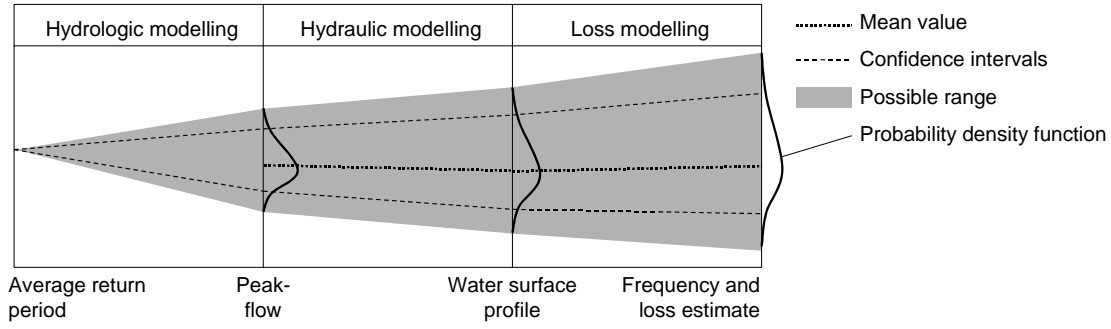 Hydrologic modelling
Hydraulic modelling
Loss modelling
Mean value
Confidence intervals
Possible range
Probability density function
Average return
period
Peak-
flow
Water surface
profile
Frequency and
loss estimate